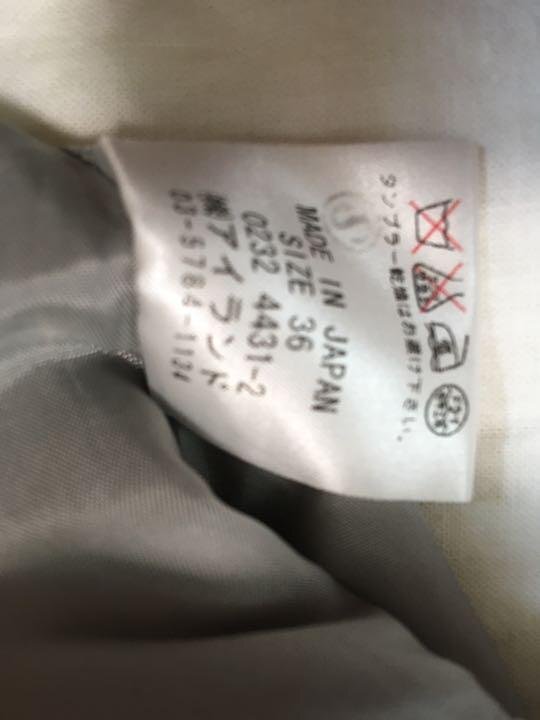 タンブラー乾燥はお避け下さい。
MADE IN JAPAN
SIZE 36
0232 4431-2
㈱アイランド
03-5784-1124